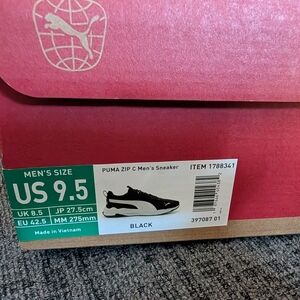 MEN'S SIZE
US 9.5
UK 8.5 JP 27.5cm
EU 42.5 MM 275mm
Made in Vietnam
PUMA ZIP C Men's Sneaker
ITEM 1788341
BLACK
397087 01